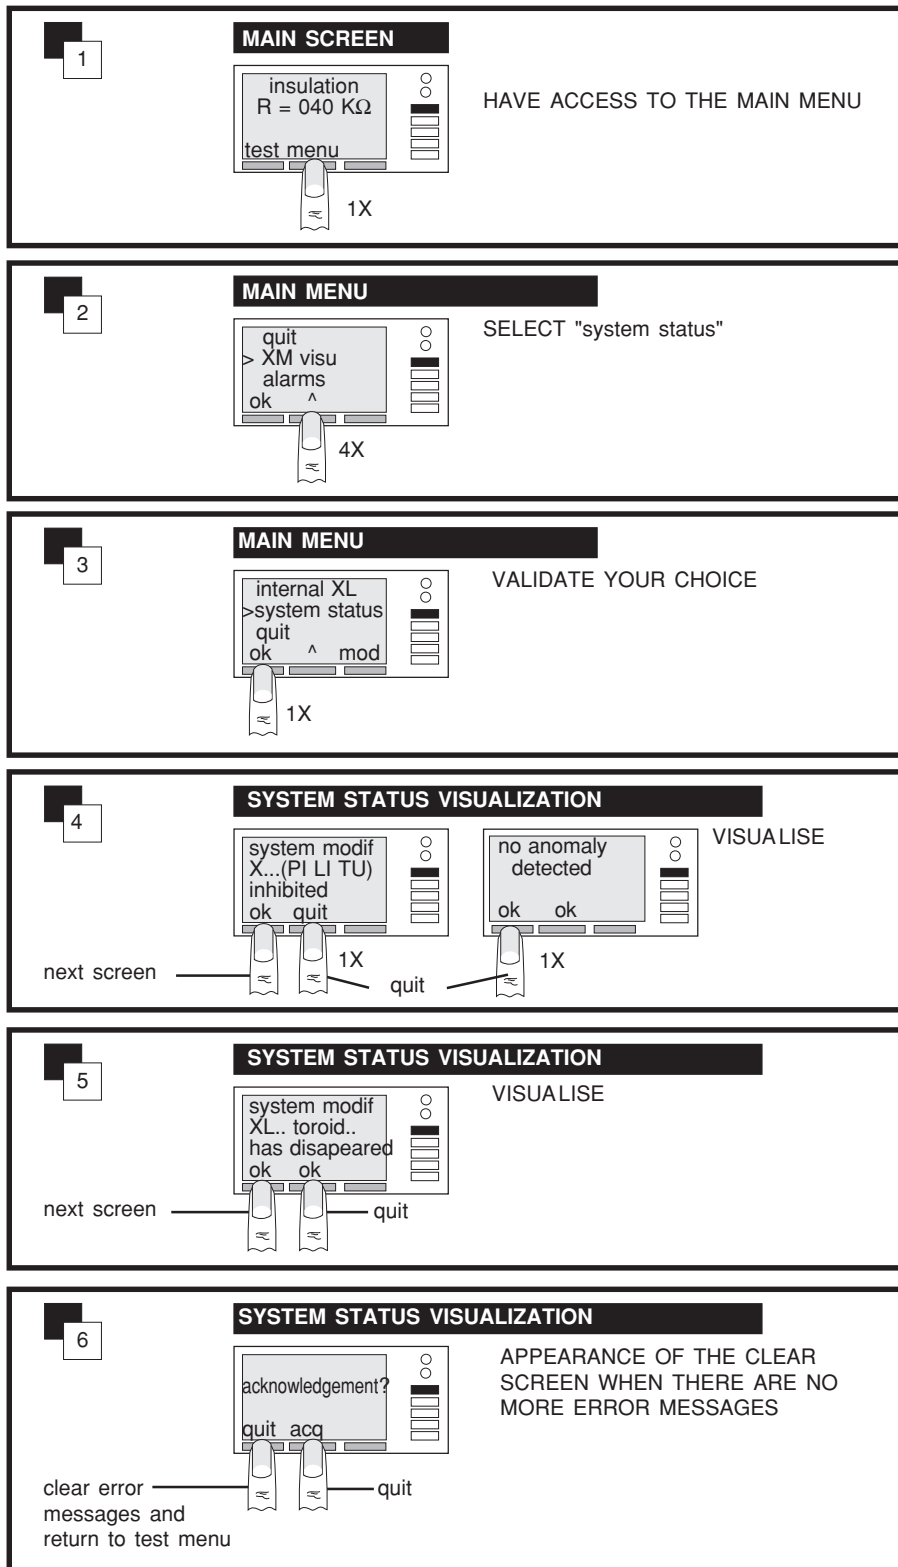 1
MAIN SCREEN
insulation
R = 040 KΩ
test menu
1X
HAVE ACCESS TO THE MAIN MENU
2
MAIN MENU
quit
> XM visu
alarms
ok ^
4X
SELECT "system status"
3
MAIN MENU
internal XL
>system status
quit
ok ^ mod
1X
VALIDATE YOUR CHOICE
4
SYSTEM STATUS VISUALIZATION
system modif
X...(PI LI TU)
inhibited
ok quit
1X
next screen
quit
no anomaly
detected
ok ok
1X
VISUALISE
5
SYSTEM STATUS VISUALIZATION
system modif
XL.. toroid..
has disapeared
ok ok
next screen
quit
VISUALISE
6
SYSTEM STATUS VISUALIZATION
acknowledgement?
quit acq
clear error
messages and
return to test menu
quit
APPEARANCE OF THE CLEAR
SCREEN WHEN THERE ARE NO
MORE ERROR MESSAGES